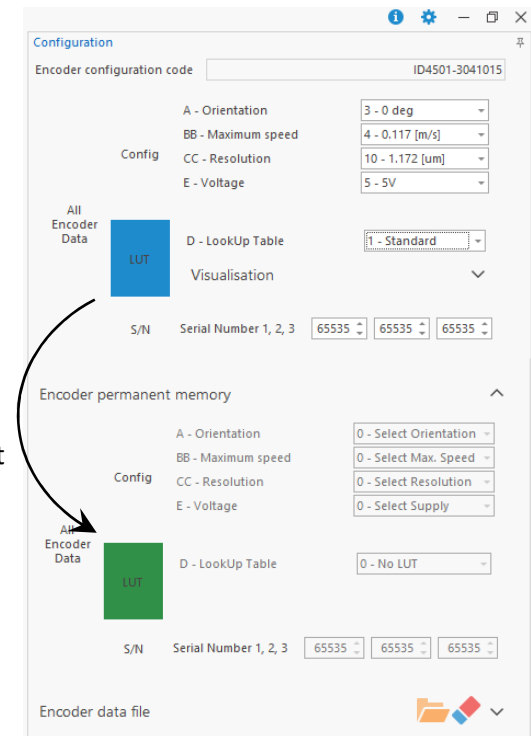 Configuration
Encoder configuration code ID4501-3041015
A - Orientation 3 - 0 deg
BB - Maximum speed 4 - 0.117 [m/s]
Config CC - Resolution 10 - 1.172 [um]
E - Voltage 5 - 5V
All
Encoder
Data
LUT
D - LookUp Table 1 - Standard
Visualisation
S/N Serial Number 1, 2, 3 65535 65535 65535
Encoder permanent memory
A - Orientation 0 - Select Orientation
BB - Maximum speed 0 - Select Max. Speed
Config CC - Resolution 0 - Select Resolution
E - Voltage 0 - Select Supply
t
All
Encoder
Data
LUT
D - LookUp Table 0 - No LUT
S/N Serial Number 1, 2, 3 65535 65535 65535
Encoder data file